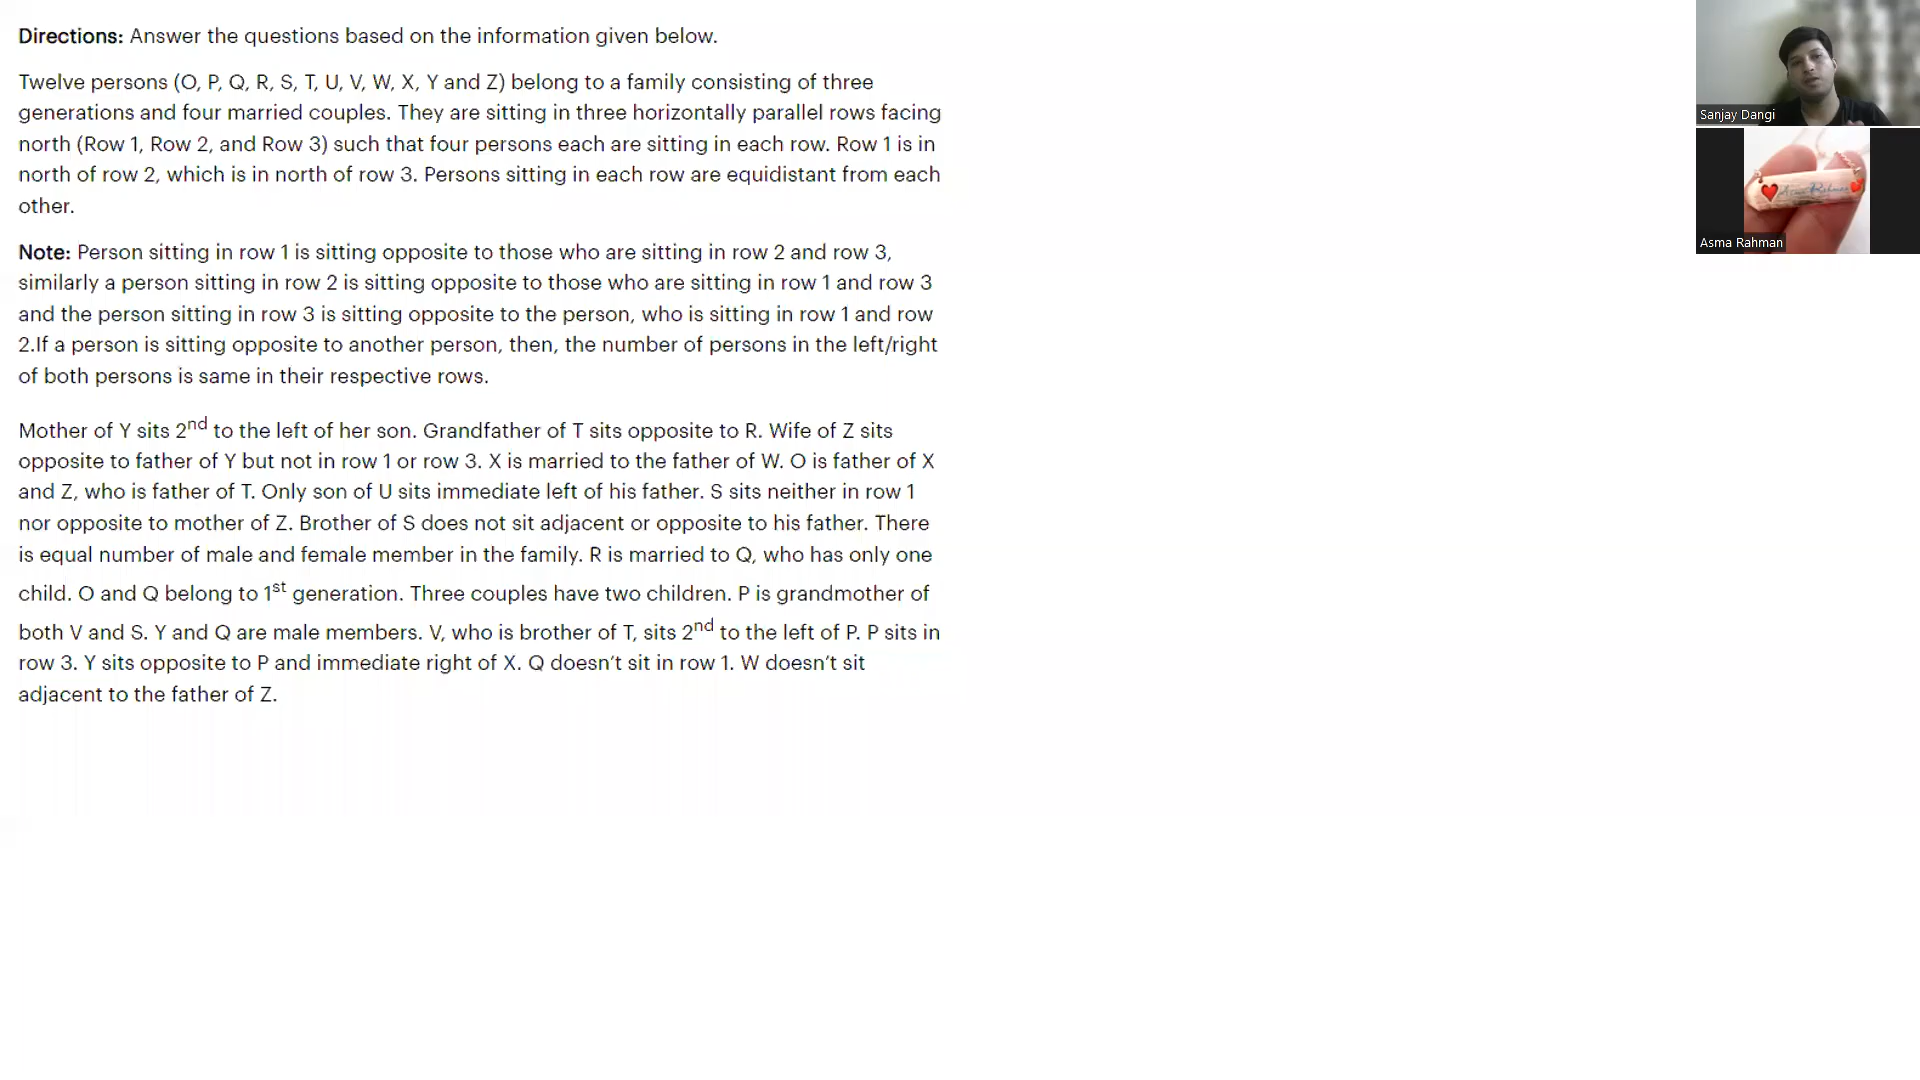 Directions: Answer the questions based on the information given below.
Twelve persons (O, P, Q, R, S, T, U, V, W, X, Y and Z) belong to a family consisting of three
generations and four married couples. They are sitting in three horizontally parallel rows facing
north (Row 1, Row 2, and Row 3) such that four persons each are sitting in each row. Row 1 is in
north of row 2, which is in north of row 3. Persons sitting in each row are equidistant from each
other.
Note: Person sitting in row 1 is sitting opposite to those who are sitting in row 2 and row 3,
similarly a person sitting in row 2 is sitting opposite to those who are sitting in row 1 and row 3
and the person sitting in row 3 is sitting opposite to the person, who is sitting in row 1 and row
2.If a person is sitting opposite to another person, then, the number of persons in the left/right
of both persons is same in their respective rows.
Mother of Y sits 2nd to the left of her son. Grandfather of T sits opposite to R. Wife of Z sits
opposite to father of Y but not in row 1 or row 3. X is married to the father of W. O is father of X
and Z, who is father of T. Only son of U sits immediate left of his father. S sits neither in row 1
nor opposite to mother of Z. Brother of S does not sit adjacent or opposite to his father. There
is equal number of male and female member in the family. R is married to Q, who has only one
child. O and Q belong to 1st generation. Three couples have two children. P is grandmother of
both V and S. Y and Q are male members. V, who is brother of T, sits 2nd to the left of P. P sits in
row 3. Y sits opposite to P and immediate right of X. Q doesn't sit in row 1. W doesn't sit
adjacent to the father of Z.
Sanjay Dangi
Asma Rahman